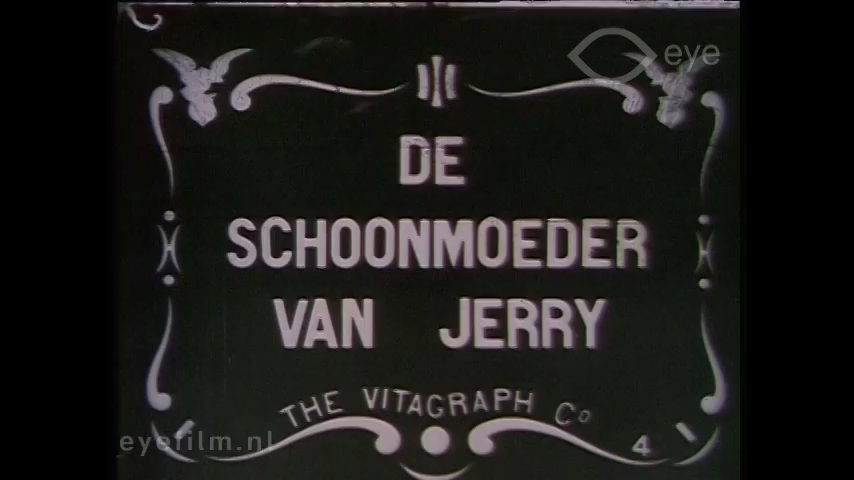 eye
DE
SCHOONMOEDER
VAN JERRY
THE VITAGRAPH Co
4
eyefilm.nl